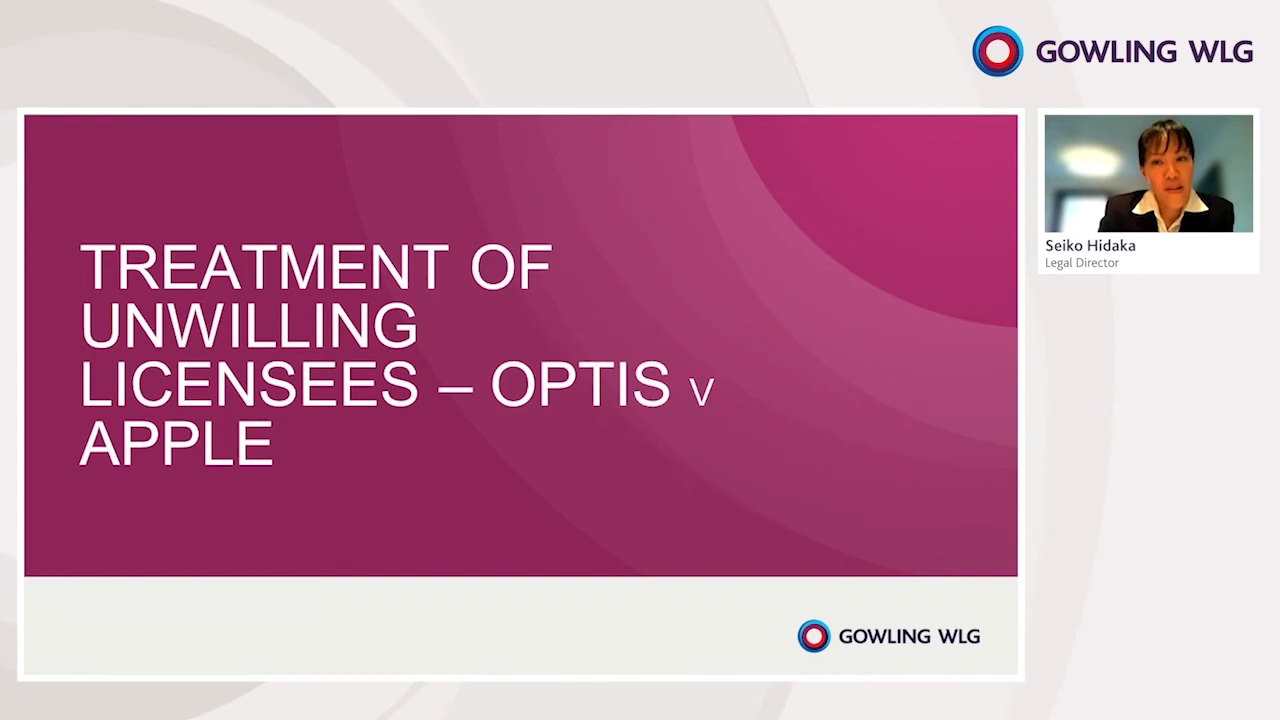 GOWLING WLG
TREATMENT OF
UNWILLING
LICENSEES – OPTIS v
APPLE
Seiko Hidaka
Legal Director
GOWLING WLG